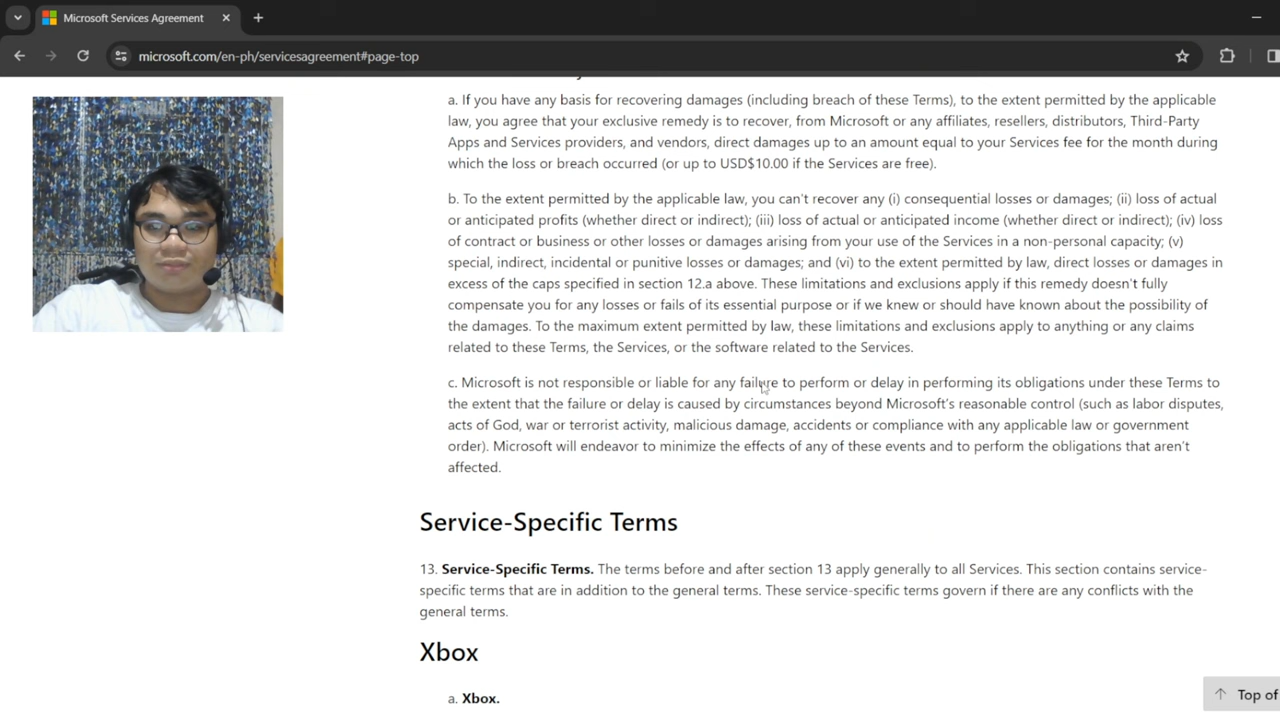 Microsoft Services Agreement
microsoft.com/en-ph/servicesagreement#page-top
a. If you have any basis for recovering damages (including breach of these Terms), to the extent permitted by the applicable
law, you agree that your exclusive remedy is to recover, from Microsoft or any affiliates, resellers, distributors, Third-Party
Apps and Services providers, and vendors, direct damages up to an amount equal to your Services fee for the month during
which the loss or breach occurred (or up to USD$10.00 if the Services are free).
b. To the extent permitted by the applicable law, you can't recover any (i) consequential losses or damages; (ii) loss of actual
or anticipated profits (whether direct or indirect); (iii) loss of actual or anticipated income (whether direct or indirect); (iv) loss
of contract or business or other losses or damages arising from your use of the Services in a non-personal capacity; (v)
special, indirect, incidental or punitive losses or damages; and (vi) to the extent permitted by law, direct losses or damages in
excess of the caps specified in section 12.a above. These limitations and exclusions apply if this remedy doesn't fully
compensate you for any losses or fails of its essential purpose or if we knew or should have known about the possibility of
the damages. To the maximum extent permitted by law, these limitations and exclusions apply to anything or any claims
related to these Terms, the Services, or the software related to the Services.
c. Microsoft is not responsible or liable for any failure to perform or delay in performing its obligations under these Terms to
the extent that the failure or delay is caused by circumstances beyond Microsoft's reasonable control (such as labor disputes,
acts of God, war or terrorist activity, malicious damage, accidents or compliance with any applicable law or government
order). Microsoft will endeavor to minimize the effects of any of these events and to perform the obligations that aren't
affected.
Service-Specific Terms
13. Service-Specific Terms. The terms before and after section 13 apply generally to all Services. This section contains service-
specific terms that are in addition to the general terms. These service-specific terms govern if there are any conflicts with the
general terms.
Xbox
a. Xbox.
Top of